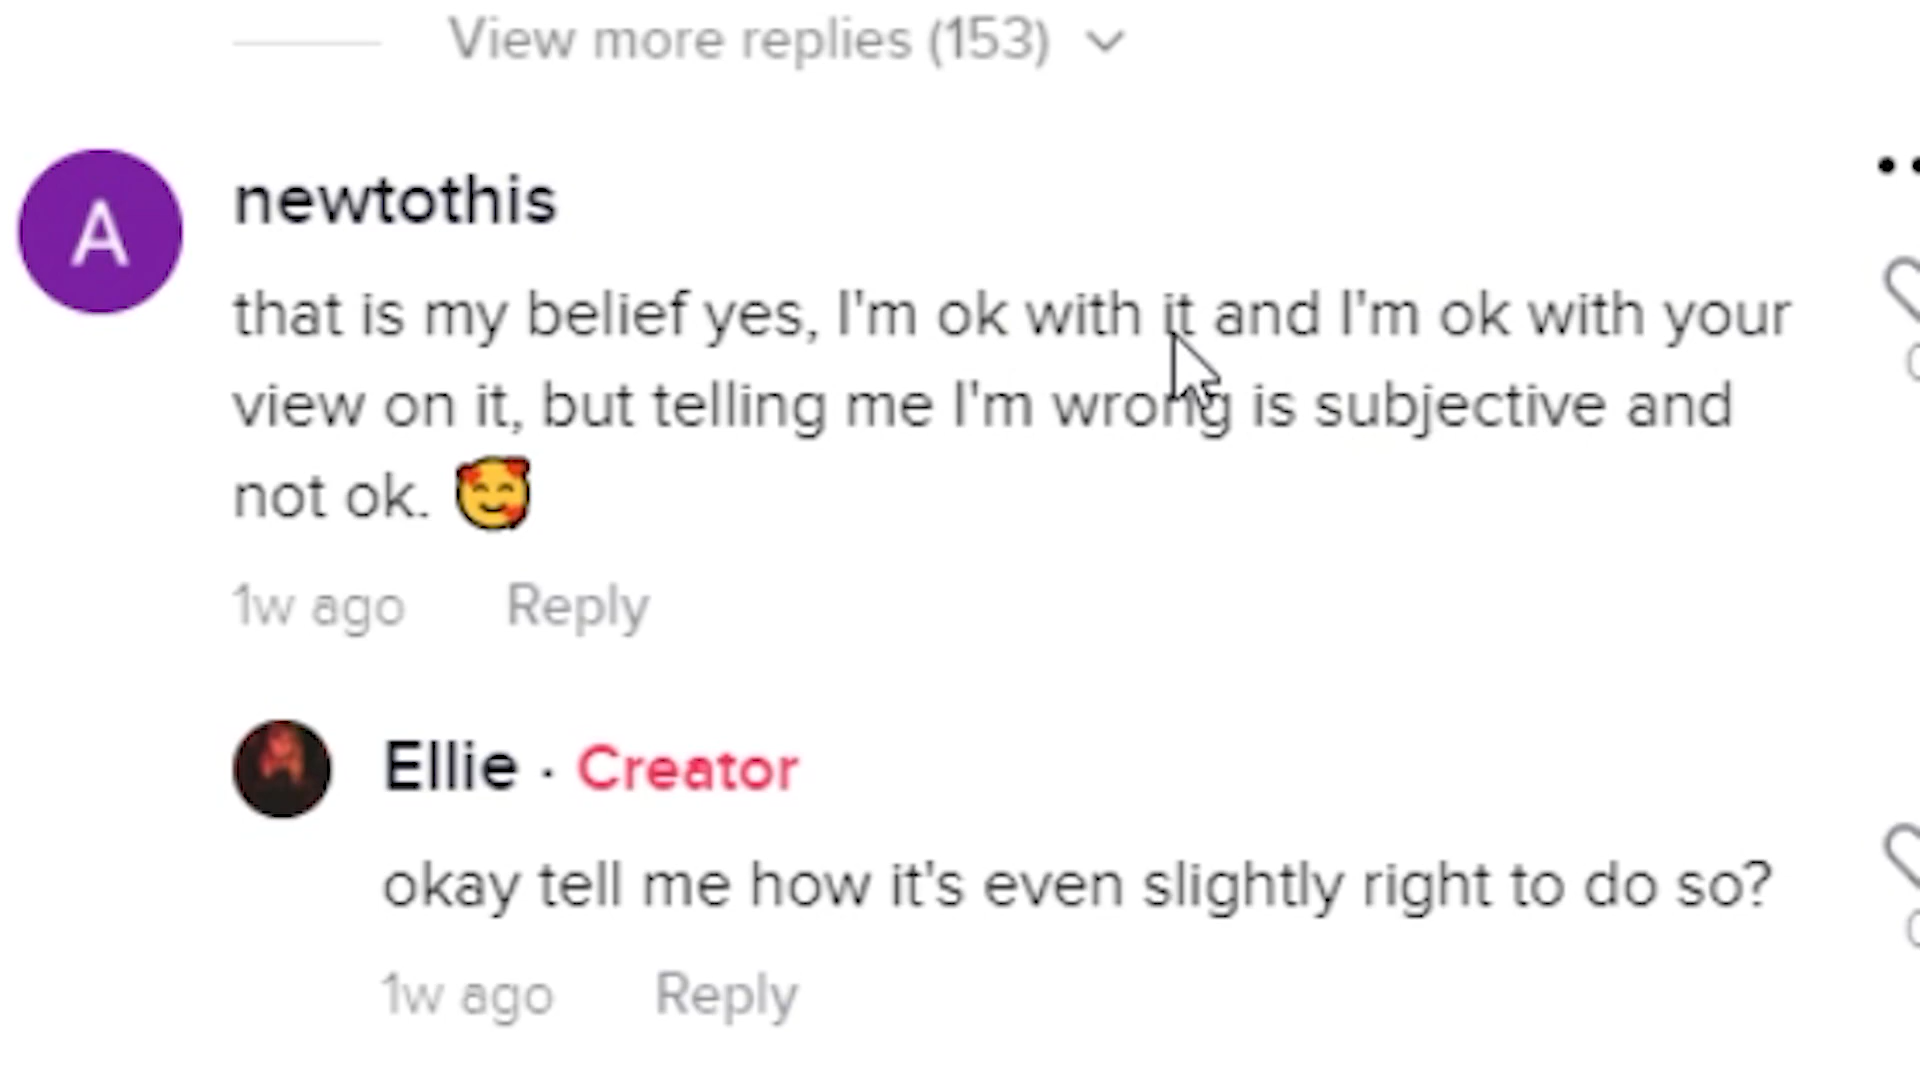 View more replies (153)
A
newtothis
that is my belief yes, I'm ok with it and I'm ok with your
view on it, but telling me I'm wrong is subjective and
not ok. 🥰
1w ago Reply
Ellie · Creator
okay tell me how it's even slightly right to do so?
1w ago Reply